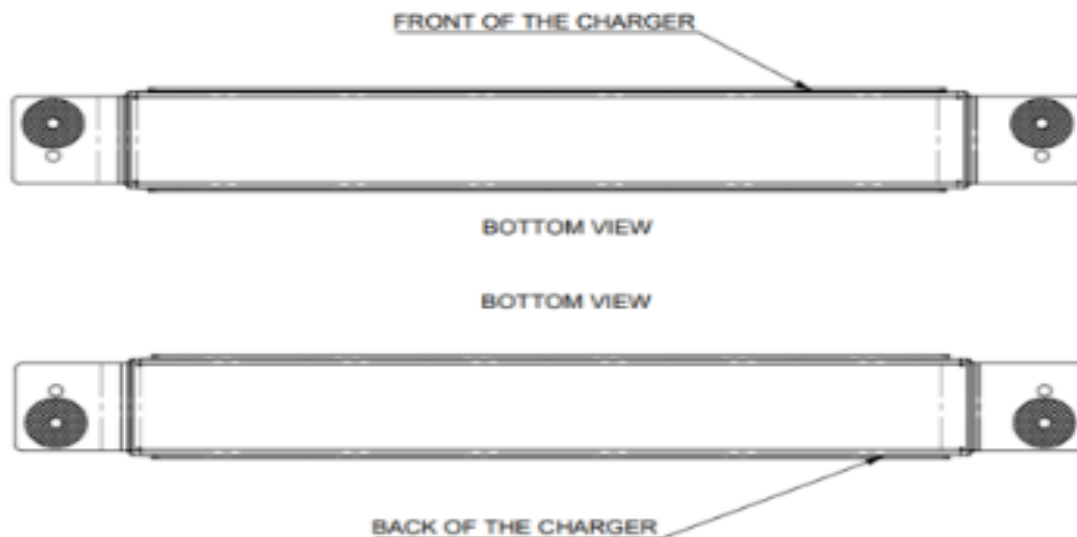 FRONT OF THE CHARGER
BOTTOM VIEW
BOTTOM VIEW
BACK OF THE CHARGER